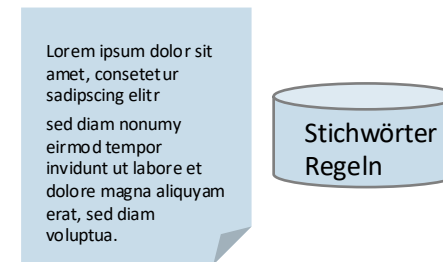 Lorem ipsum dolor sit
amet, consetetur
sadipscing elitr
sed diam nonumy
eirmod tempor
invidunt ut labore et
dolore magna aliquyam
erat, sed diam
voluptua.
Stichwörter
Regeln